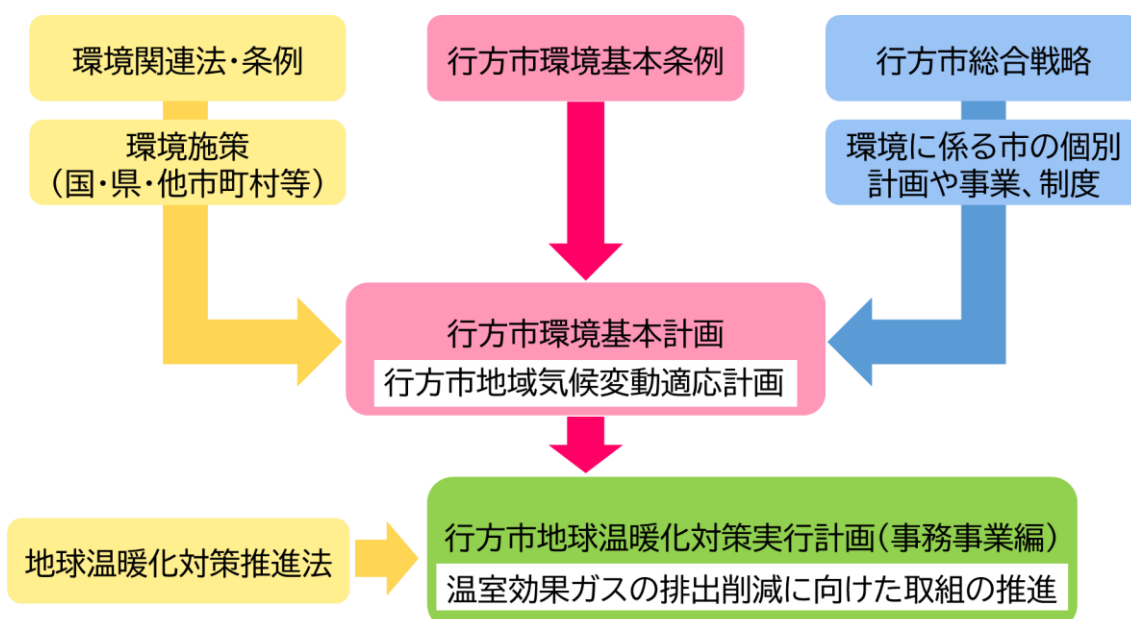 環境関連法・条例
行方市環境基本条例
行方市総合戦略
環境施策
（国・県・他市町村等）
環境に係る市の個別
計画や事業、制度
行方市環境基本計画
行方市地域気候変動適応計画
地球温暖化対策推進法
行方市地球温暖化対策実行計画（事務事業編）
温室効果ガスの排出削減に向けた取組の推進